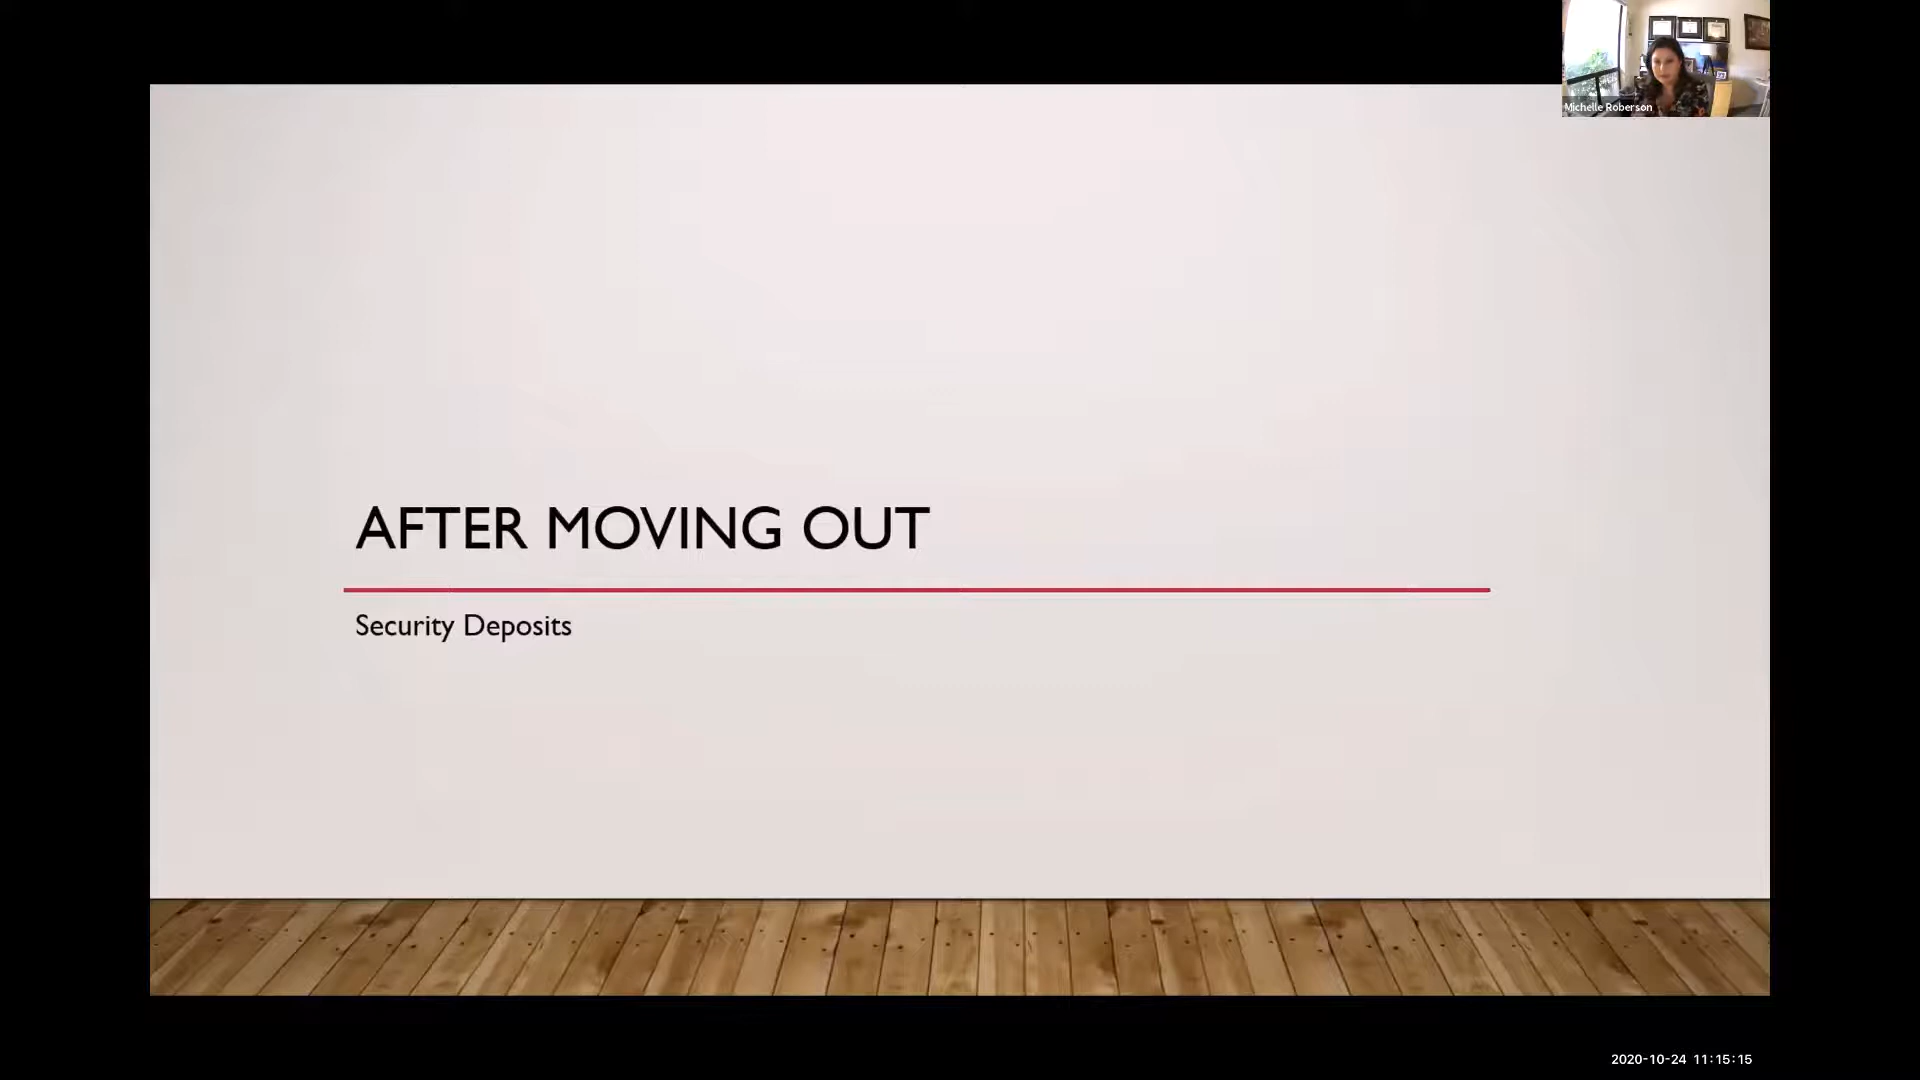 Michelle Roberson
AFTER MOVING OUT
Security Deposits
2020-10-24 11:15:15